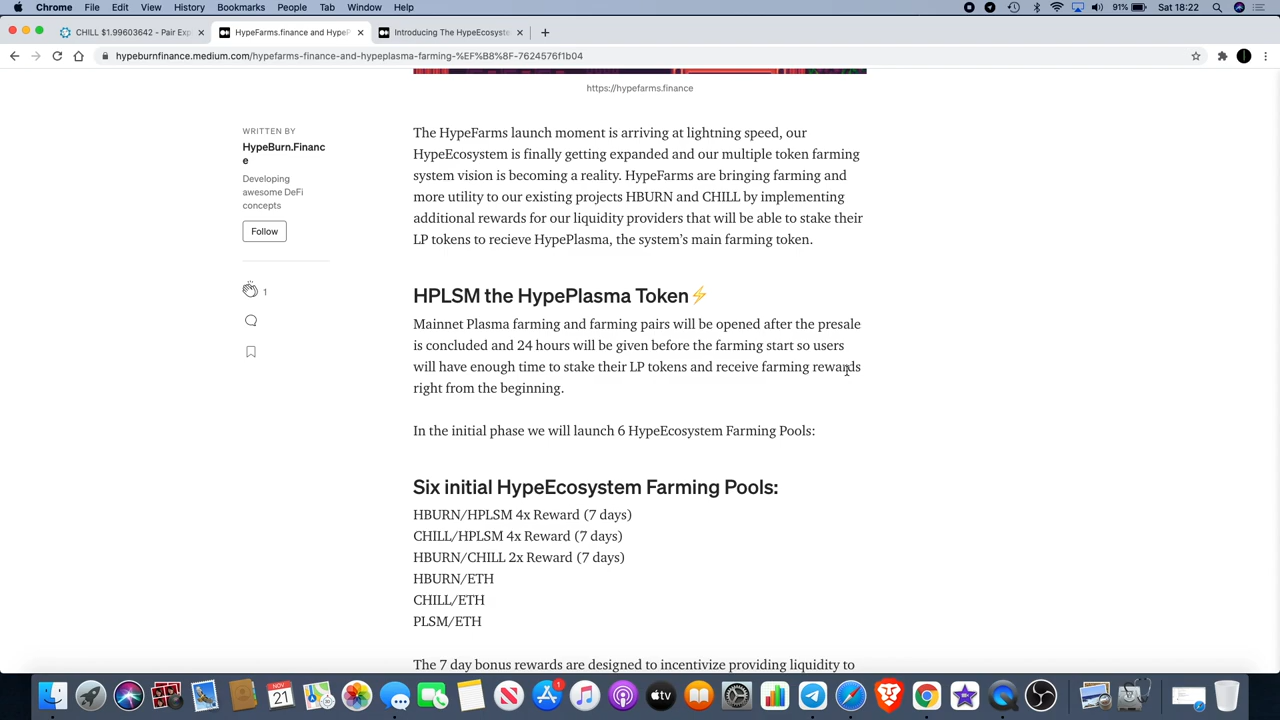 Chrome File Edit View History Bookmarks People Tab Window Help 91% Sat 18:22
CHILL $1.99603642 - Pair Exp
HypeFarms.finance and HypeP
Introducing The HypeEcosyste
hypeburnfinance.medium.com/hypefarms-finance-and-hypeplasma-farming-%EF%B8%8F-7624576f1b04
https://hypefarms.finance
WRITTEN BY
HypeBurn.Financ
e
Developing
awesome DeFi
concepts
Follow
1
The HypeFarms launch moment is arriving at lightning speed, our
HypeEcosystem is finally getting expanded and our multiple token farming
system vision is becoming a reality. HypeFarms are bringing farming and
more utility to our existing projects HBURN and CHILL by implementing
additional rewards for our liquidity providers that will be able to stake their
LP tokens to recieve HypePlasma, the system's main farming token.
HPLSM the HypePlasma Token⚡
Mainnet Plasma farming and farming pairs will be opened after the presale
is concluded and 24 hours will be given before the farming start so users
will have enough time to stake their LP tokens and receive farming rewards
right from the beginning.
In the initial phase we will launch 6 HypeEcosystem Farming Pools:
Six initial HypeEcosystem Farming Pools:
HBURN/HPLSM 4x Reward (7 days)
CHILL/HPLSM 4x Reward (7 days)
HBURN/CHILL 2x Reward (7 days)
HBURN/ETH
CHILL/ETH
PLSM/ETH
The 7 day bonus rewards are designed to incentivize providing liquidity to
NOV
21
1
tv